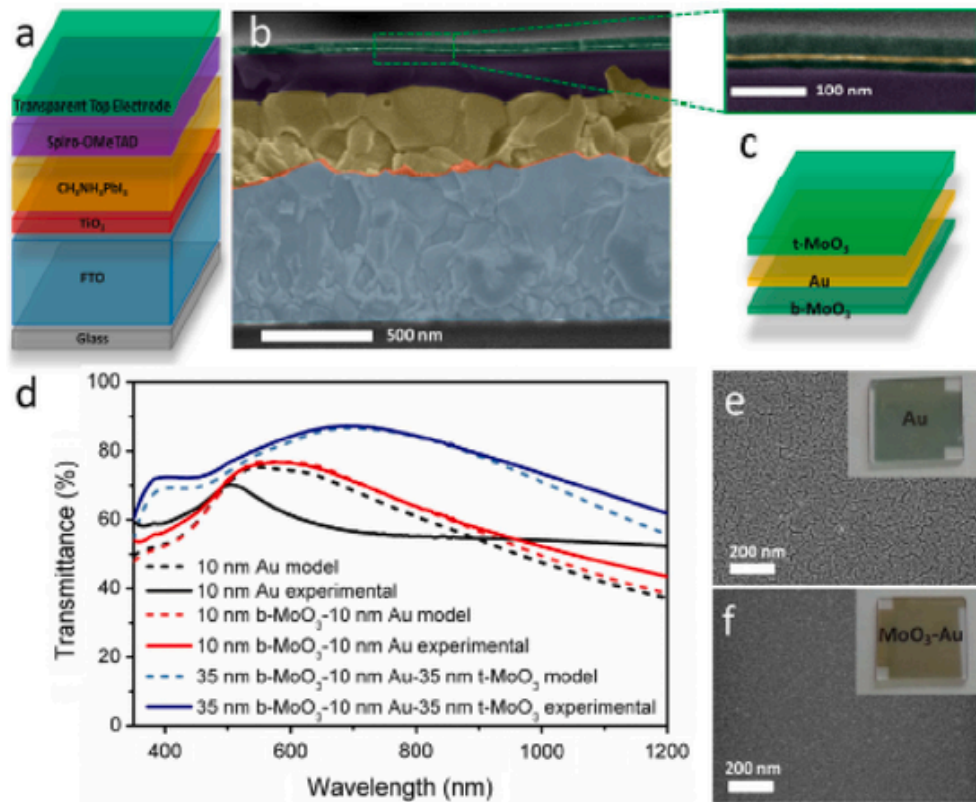 a
Transparent Top Electrode
Spiro-OMeTAD
CH₃NH₃PbI₃
TiO₂
FTO
Glass
b
500 nm
100 nm
c
t-MoO₃
Au
b-MoO₃
d
Transmittance (%)
100
80
60
40
20
0
10 nm Au model
10 nm Au experimental
10 nm b-MoO₃-10 nm Au model
10 nm b-MoO₃-10 nm Au experimental
35 nm b-MoO₃-10 nm Au-35 nm t-MoO₃ model
35 nm b-MoO₃-10 nm Au-35 nm t-MoO₃ experimental
400 600 800 1000 1200
Wavelength (nm)
e
Au
200 nm
f
MoO₃-Au
200 nm